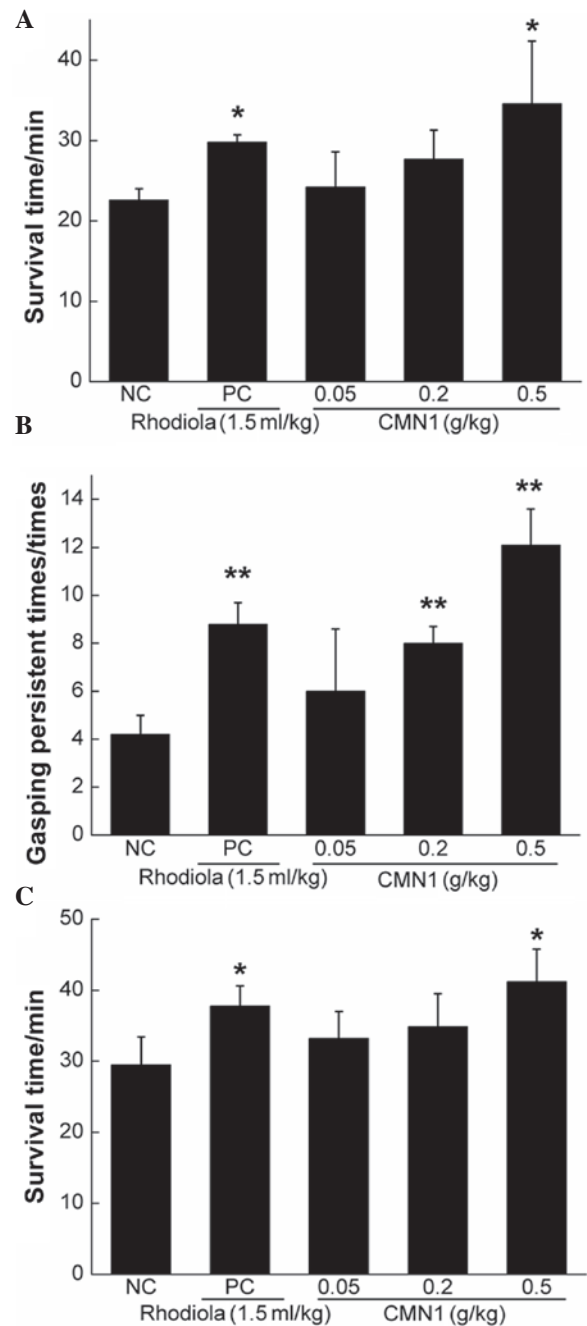 A
Survival time/min
40
30
20
10
0
*
*
NC
PC
0.05
0.2
0.5
Rhodiola (1.5 ml/kg)
CMN1 (g/kg)
B
Gasping persistent times/times
14
12
10
8
6
4
2
0
**
**
**
NC
PC
0.05
0.2
0.5
Rhodiola (1.5 ml/kg)
CMN1 (g/kg)
C
Survival time/min
50
40
30
20
10
0
*
*
NC
PC
0.05
0.2
0.5
Rhodiola (1.5 ml/kg)
CMN1 (g/kg)